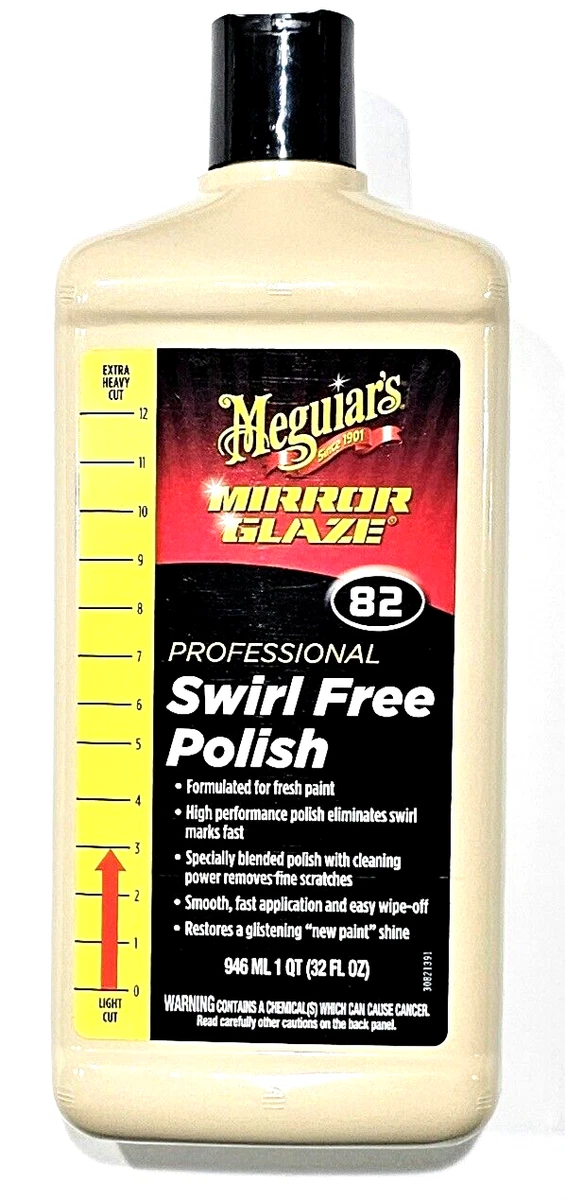 EXTRA
HEAVY
CUT
12
11
10
9
8
7
6
5
4
3
2
1
0
LIGHT
CUT
Meguiar's
Since 1901
MIRROR
GLAZE®
82
PROFESSIONAL
Swirl Free
Polish
• Formulated for fresh paint
• High performance polish eliminates swirl
marks fast
• Specially blended polish with cleaning
power removes fine scratches
• Smooth, fast application and easy wipe-off
• Restores a glistening "new paint" shine
946 ML 1 QT (32 FL OZ)
30821391
WARNING CONTAINS A CHEMICAL(S) WHICH CAN CAUSE CANCER.
Read carefully other cautions on the back panel.